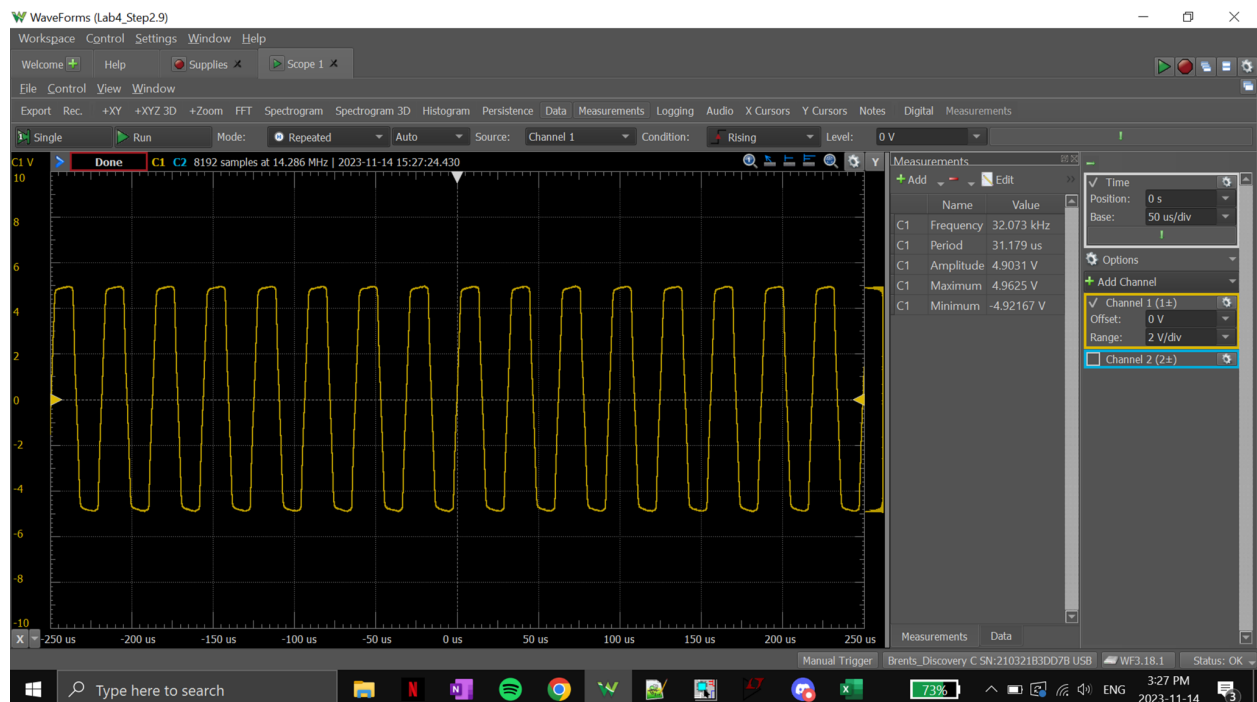 WaveForms (Lab4_Step2.9)
Workspace Control Settings Window Help
Welcome Help Supplies Scope 1
File Control View Window
Export Rec. +XY +XYZ 3D +Zoom FFT Spectrogram Spectrogram 3D Histogram Persistence Data Measurements Logging Audio X Cursors Y Cursors Notes Digital Measurements
Single Run Mode: Repeated Auto Source: Channel 1 Condition: Rising Level: 0 V
C1 V Done C1 C2 8192 samples at 14.286 MHz | 2023-11-14 15:27:24.430 Y
10
8
6
4
2
0
-2
-4
-6
-8
-10
X -250 us -200 us -150 us -100 us -50 us 0 us 50 us 100 us 150 us 200 us 250 us
Measurements
Add Edit
Name Value
C1 Frequency 32.073 kHz
C1 Period 31.179 us
C1 Amplitude 4.9031 V
C1 Maximum 4.9625 V
C1 Minimum -4.92167 V
Measurements Data
Time
Position: 0 s
Base: 50 us/div
Options
Add Channel
Channel 1 (1±)
Offset: 0 V
Range: 2 V/div
Channel 2 (2±)
Manual Trigger Brents_Discovery C SN:210321B3DD7B USB WF3.18.1 Status: OK
Type here to search
73%
ENG
3:27 PM
2023-11-14
3